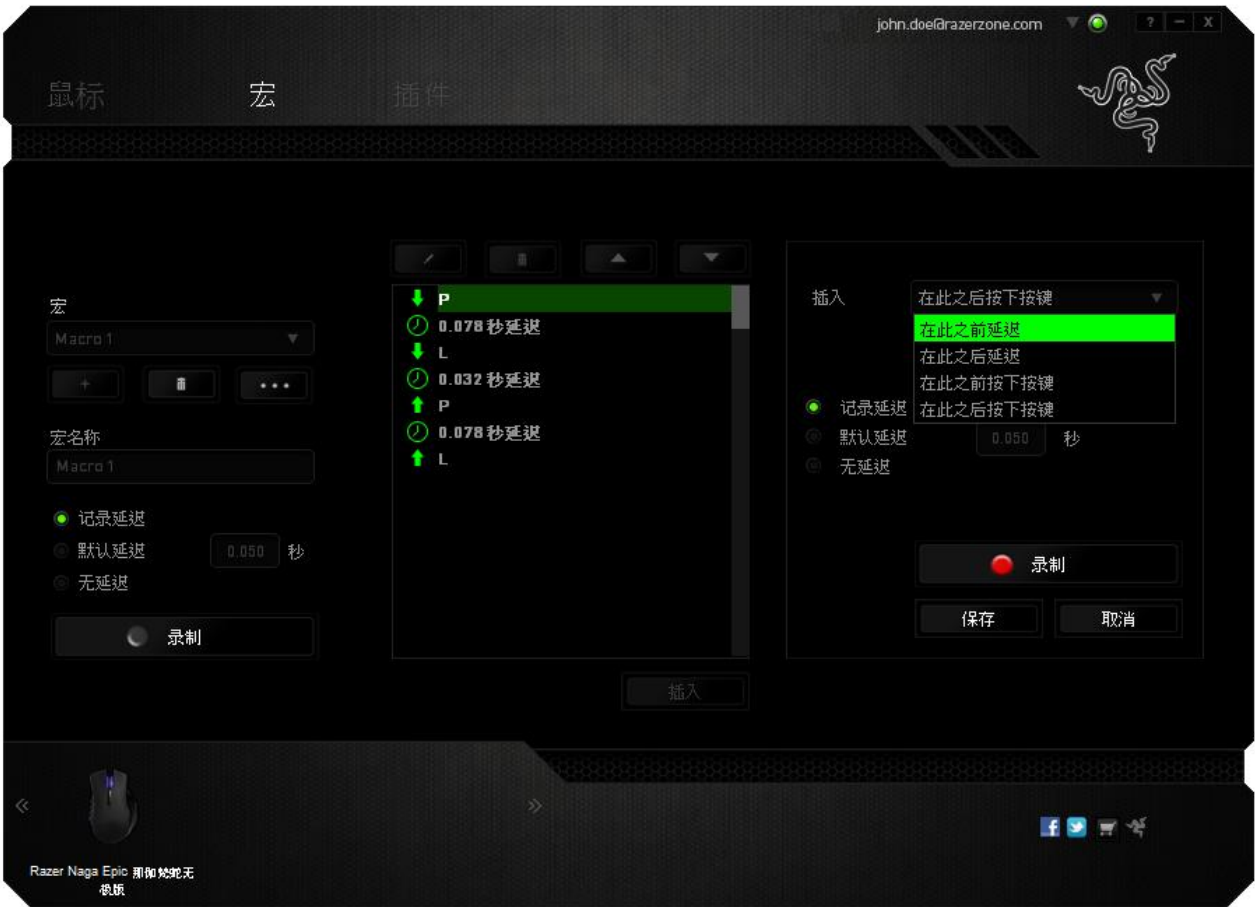 john.doe@razerzone.com
? – X
鼠标 宏 插件
宏
Macro 1
宏名称
Macro 1
记录延迟
默认延迟 0.050 秒
无延迟
录制
P
0.078 秒延迟
L
0.032 秒延迟
P
0.078 秒延迟
L
插入
插入 在此之后按下按键
在此之前延迟
在此之后延迟
在此之前按下按键
在此之后按下按键
记录延迟
默认延迟 0.050 秒
无延迟
录制
保存 取消
Razer Naga Epic 那伽梵蛇无
极版